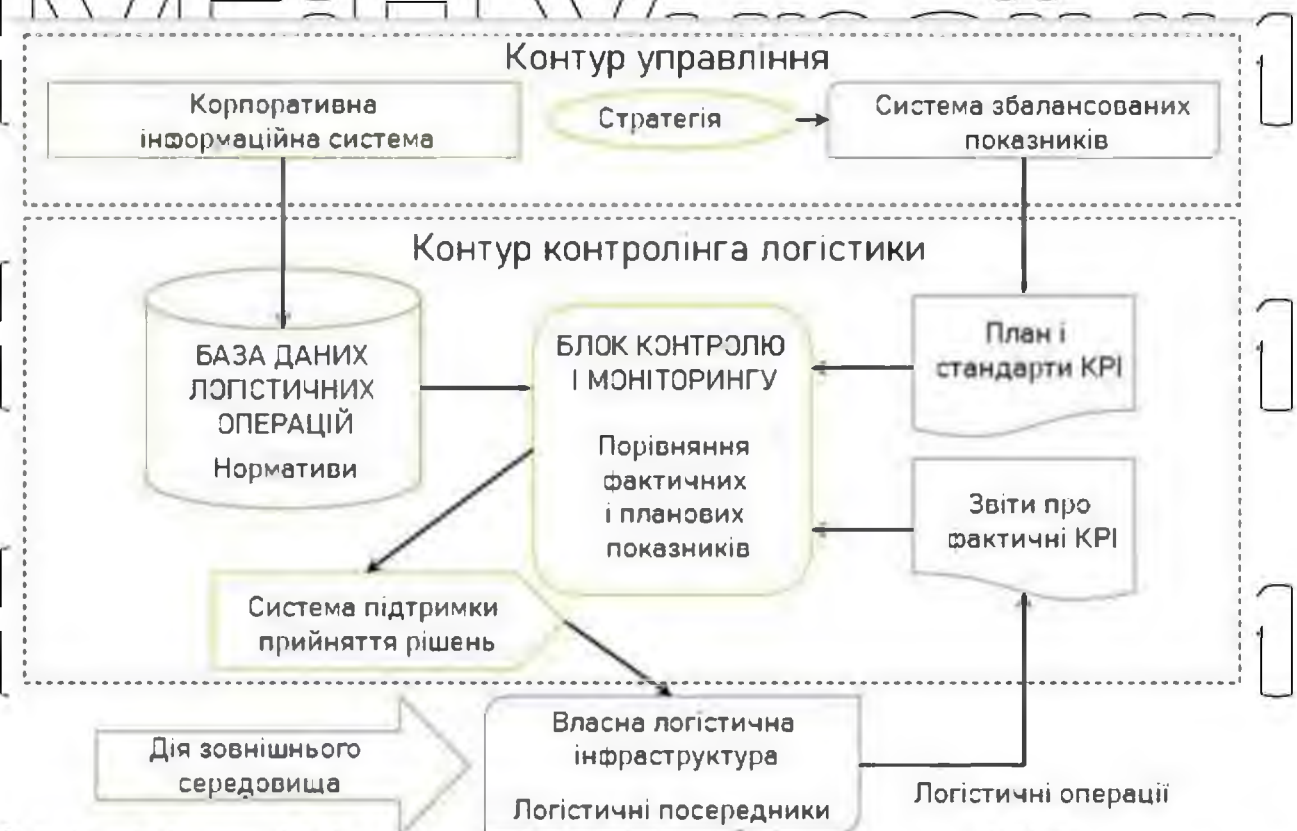 Контур управління
Корпоративна
інформаційна система
Стратегія
Система збалансованих
показників
Контур контролінга логістики
БАЗА ДАНИХ
ЛОГІСТИЧНИХ
ОПЕРАЦІЙ
Нормативи
БЛОК КОНТРОЛЮ
І МОНІТОРИНГУ
Порівняння
фактичних
і планових
показників
План і
стандарти КРІ
Звіти про
фактичні КРІ
Система підтримки
прийняття рішень
Дія зовнішнього
середовища
Власна логістична
інфраструктура
Логістичні посередники
Логістичні операції